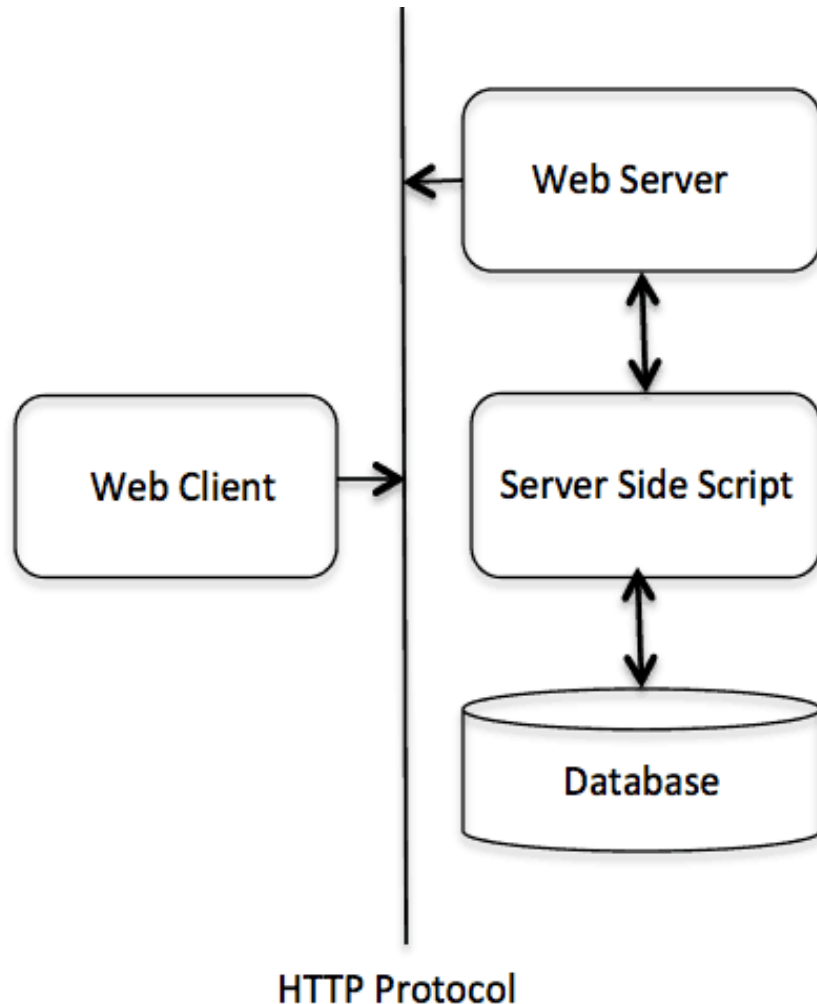 Web Server
Web Client
Server Side Script
Database
HTTP Protocol